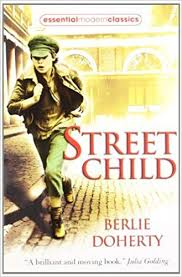 essentialmodernclassics
STREET
CHILD
BERLIE
DOHERTY
"A brilliant and moving book." Julia Golding